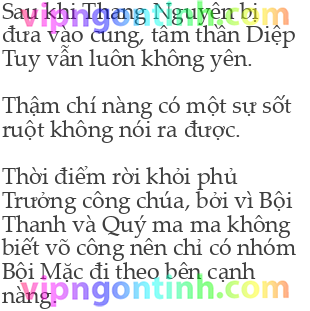 Sau khi Thang Nguyên bị
đưa vào cung, tâm thần Diệp
Tuy vẫn luôn không yên.
Thậm chí nàng có một sự sốt
ruột không nói ra được.
Thời điểm rời khỏi phủ
Trưởng công chúa, bởi vì Bội
Thanh và Quý ma ma không
biết võ công nên chỉ có nhóm
Bội Mặc đi theo bên cạnh
nàng.
vipngontinh.com
vipngontinh.com